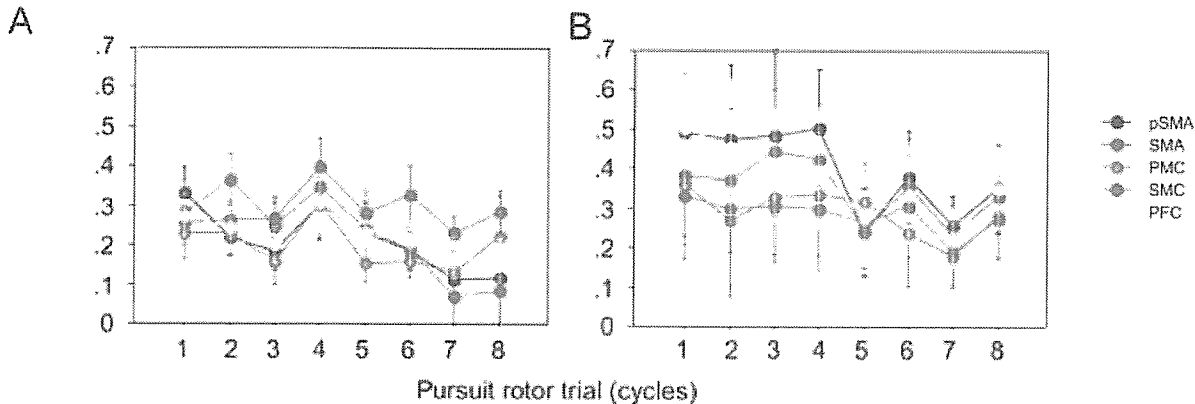 A
.7
.6
.5
.4
.3
.2
.1
0
1 2 3 4 5 6 7 8
B
.7
.6
.5
.4
.3
.2
.1
0
1 2 3 4 5 6 7 8
pSMA
SMA
PMC
SMC
PFC
Pursuit rotor trial (cycles)